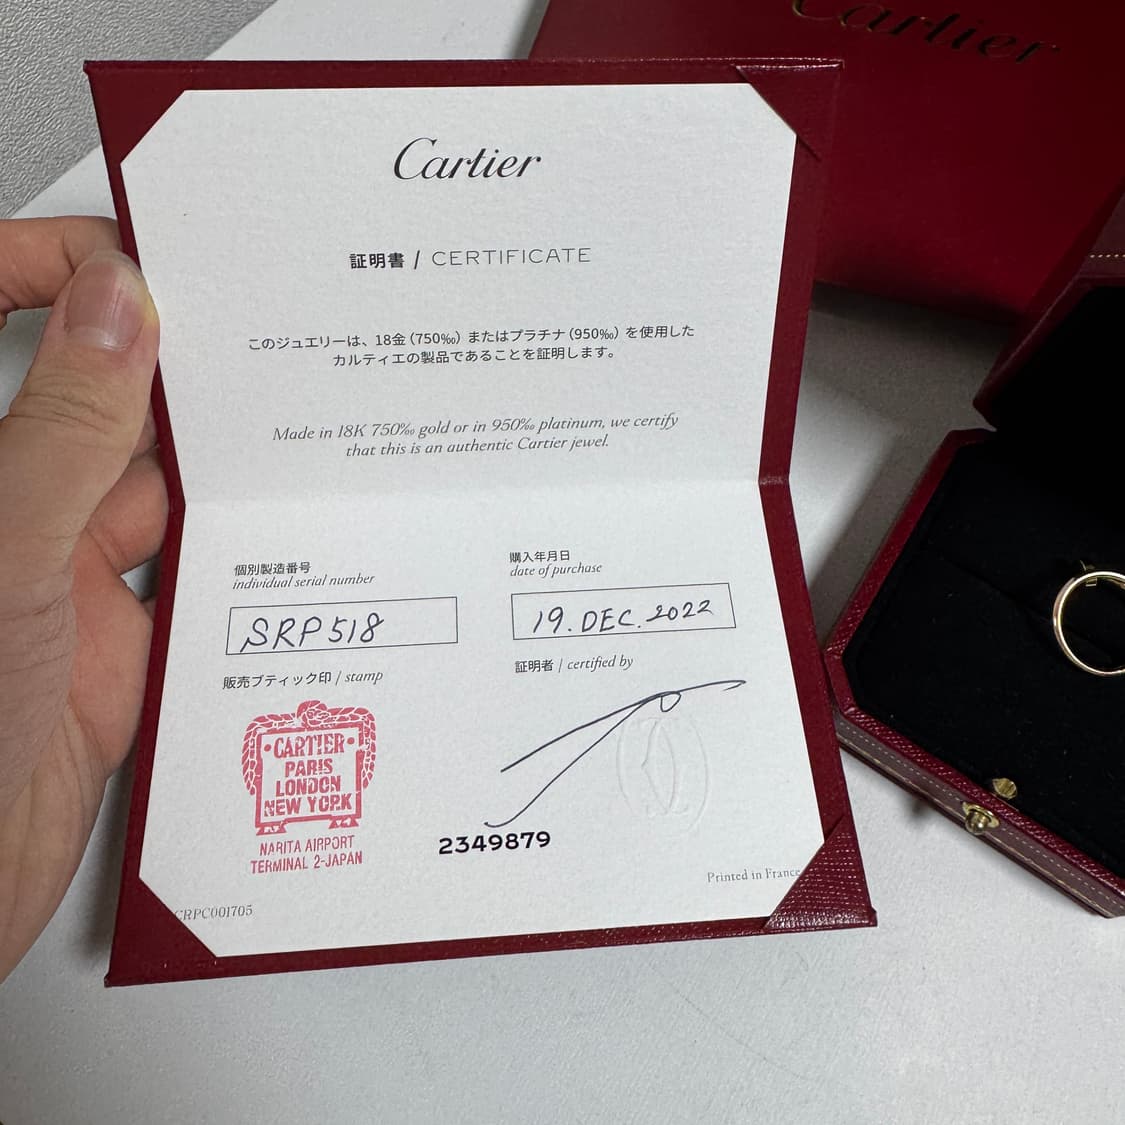 Cartier
Cartier
証明書 / CERTIFICATE
このジュエリーは、18金（750‰）またはプラチナ（950‰）を使用した
カルティエの製品であることを証明します。
Made in 18K 750‰ gold or in 950‰ platinum, we certify
that this is an authentic Cartier jewel.
個別製造番号
individual serial number
SRP518
購入年月日
date of purchase
19. DEC. 2022
販売ブティック印 / stamp
証明者 / certified by
•CARTIER•
PARIS
LONDON
NEW YORK
NARITA AIRPORT
TERMINAL 2-JAPAN
2349879
Printed in France
CRPC001705